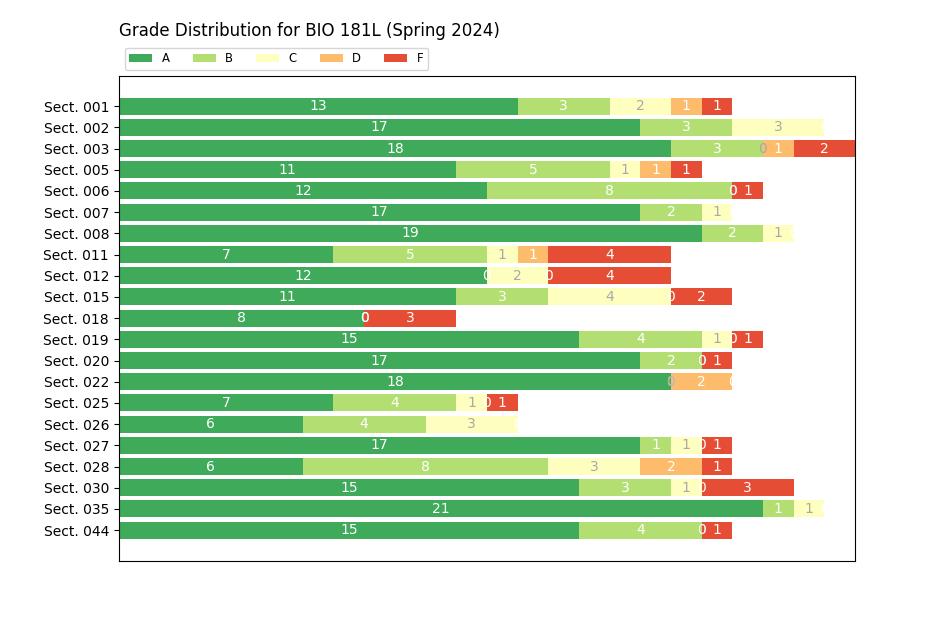 Grade Distribution for BIO 181L (Spring 2024)
A B C D F
Sect. 001 13 3 2 1 1
Sect. 002 17 3 3
Sect. 003 18 3 0 1 2
Sect. 005 11 5 1 1 1
Sect. 006 12 8 0 1
Sect. 007 17 2 1
Sect. 008 19 2 1
Sect. 011 7 5 1 1 4
Sect. 012 12 0 2 0 4
Sect. 015 11 3 4 0 2
Sect. 018 8 0 3
Sect. 019 15 4 1 0 1
Sect. 020 17 2 0 1
Sect. 022 18 0 2 0
Sect. 025 7 4 1 0 1
Sect. 026 6 4 3
Sect. 027 17 1 1 0 1
Sect. 028 6 8 3 2 1
Sect. 030 15 3 1 0 3
Sect. 035 21 1 1
Sect. 044 15 4 0 1